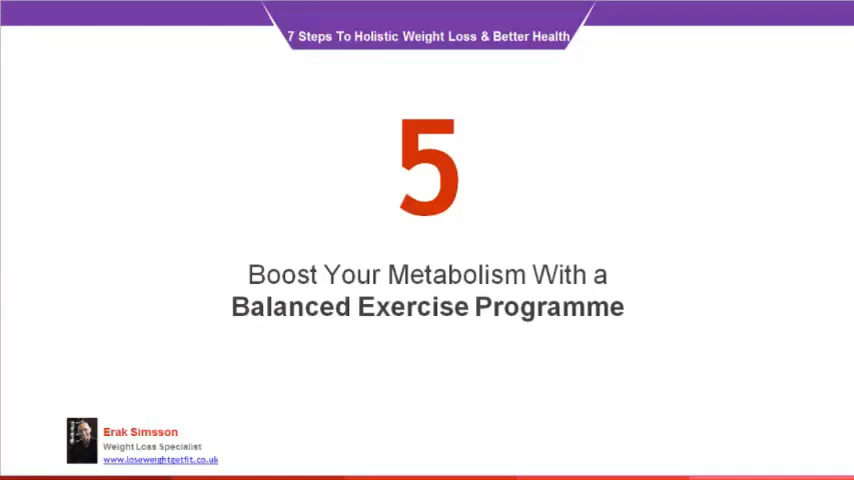 7 Steps To Holistic Weight Loss & Better Health
5
Boost Your Metabolism With a
Balanced Exercise Programme
Erak Simsson
Weight Loss Specialist
www.loseweightgetfit.co.uk